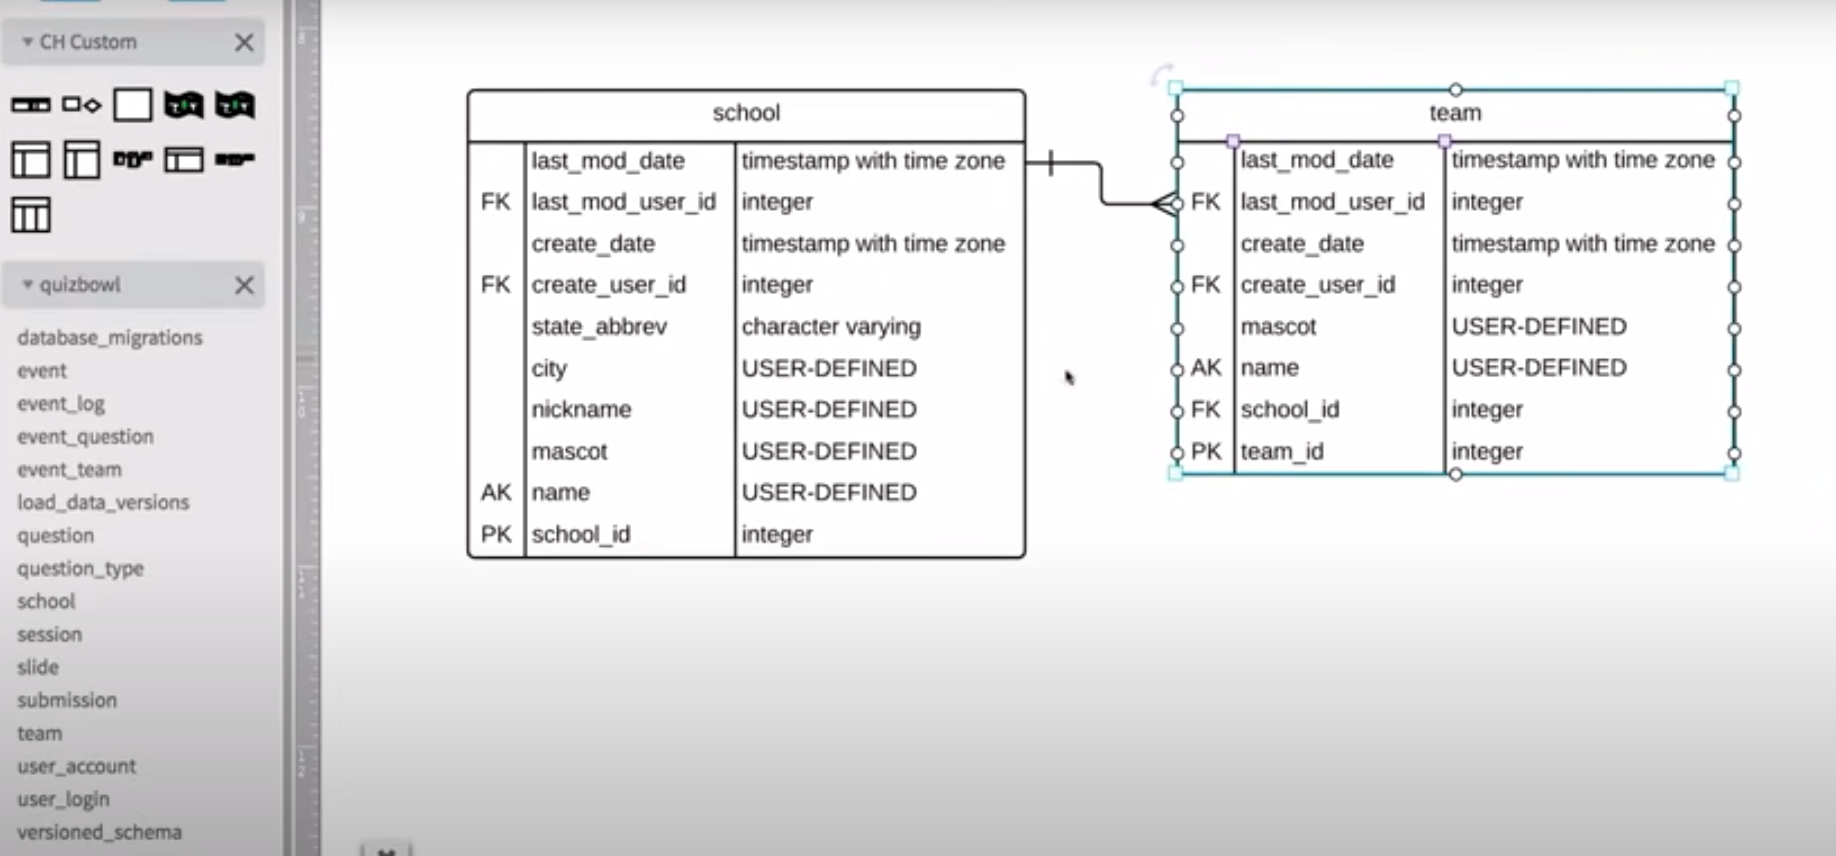 CH Custom
quizbowl
database_migrations
event
event_log
event_question
event_team
load_data_versions
question
question_type
school
session
slide
submission
team
user_account
user_login
versioned_schema
school
last_mod_date timestamp with time zone
FK last_mod_user_id integer
create_date timestamp with time zone
FK create_user_id integer
state_abbrev character varying
city USER-DEFINED
nickname USER-DEFINED
mascot USER-DEFINED
AK name USER-DEFINED
PK school_id integer
team
last_mod_date timestamp with time zone
FK last_mod_user_id integer
create_date timestamp with time zone
FK create_user_id integer
mascot USER-DEFINED
AK name USER-DEFINED
FK school_id integer
PK team_id integer